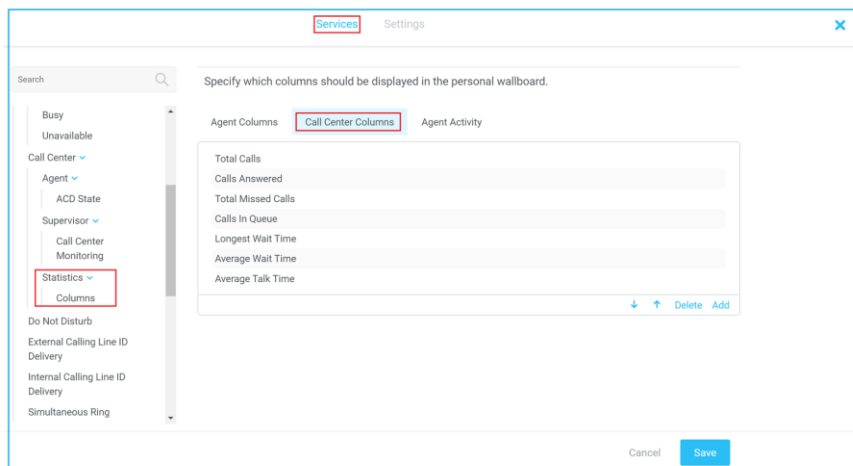 Services Settings
Search
Specify which columns should be displayed in the personal wallboard.
Busy
Unavailable
Call Center
Agent
ACD State
Supervisor
Call Center
Monitoring
Statistics
Columns
Do Not Disturb
External Calling Line ID
Delivery
Internal Calling Line ID
Delivery
Simultaneous Ring
Agent Columns Call Center Columns Agent Activity
Total Calls
Calls Answered
Total Missed Calls
Calls In Queue
Longest Wait Time
Average Wait Time
Average Talk Time
Delete Add
Cancel Save